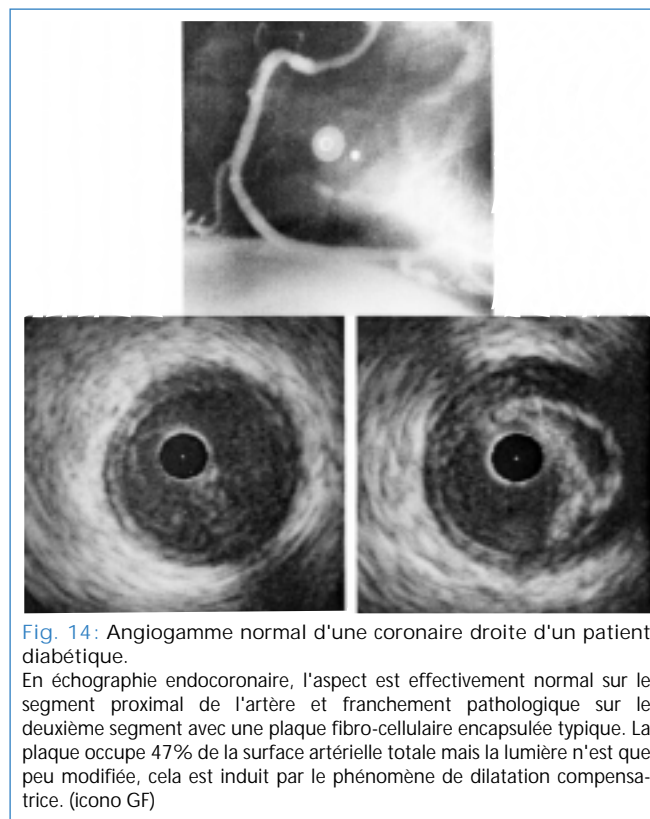 Fig. 14: Angiogamme normal d'une coronaire droite d'un patient
diabétique.
En échographie endocoronaire, l'aspect est effectivement normal sur le
segment proximal de l'artère et franchement pathologique sur le
deuxième segment avec une plaque fibro-cellulaire encapsulée typique. La
plaque occupe 47% de la surface artérielle totale mais la lumière n'est que
peu modifiée, cela est induit par le phénomène de dilatation compensa-
trice. (icono GF)